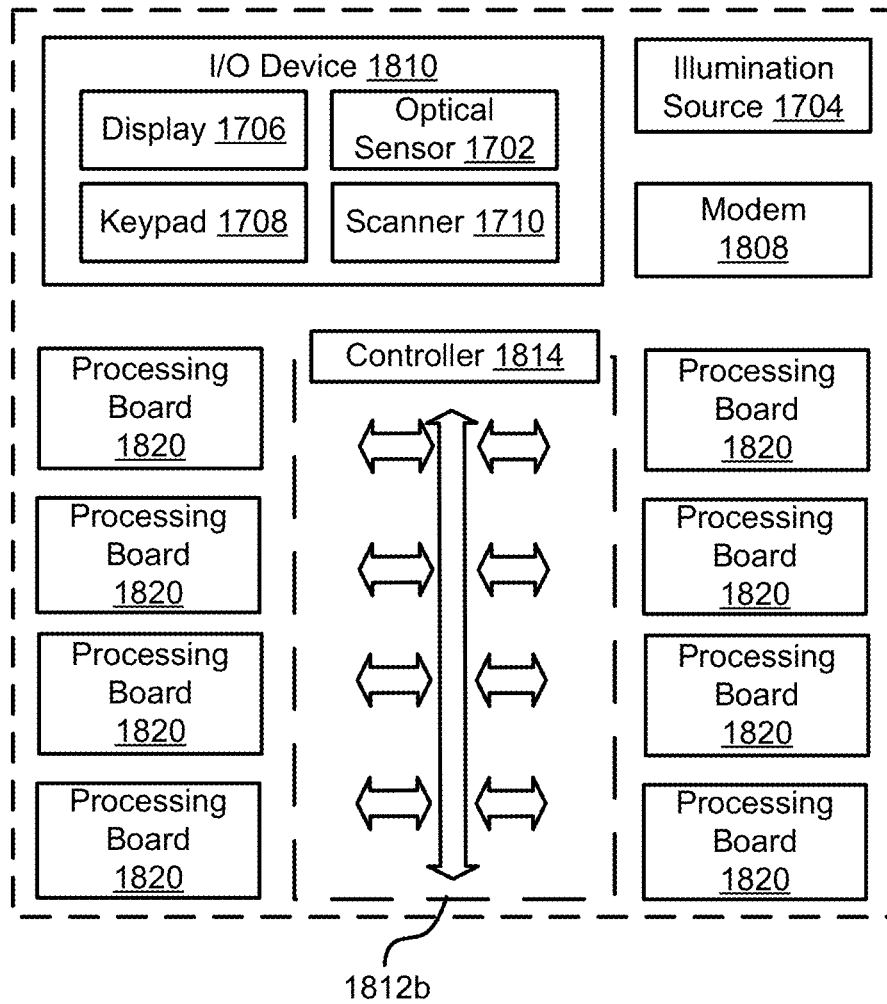 I/O Device 1810
Display 1706
Optical
Sensor 1702
Keypad 1708
Scanner 1710
Illumination
Source 1704
Modem
1808
Controller 1814
Processing
Board
1820
Processing
Board
1820
Processing
Board
1820
Processing
Board
1820
Processing
Board
1820
Processing
Board
1820
Processing
Board
1820
Processing
Board
1820
1812b